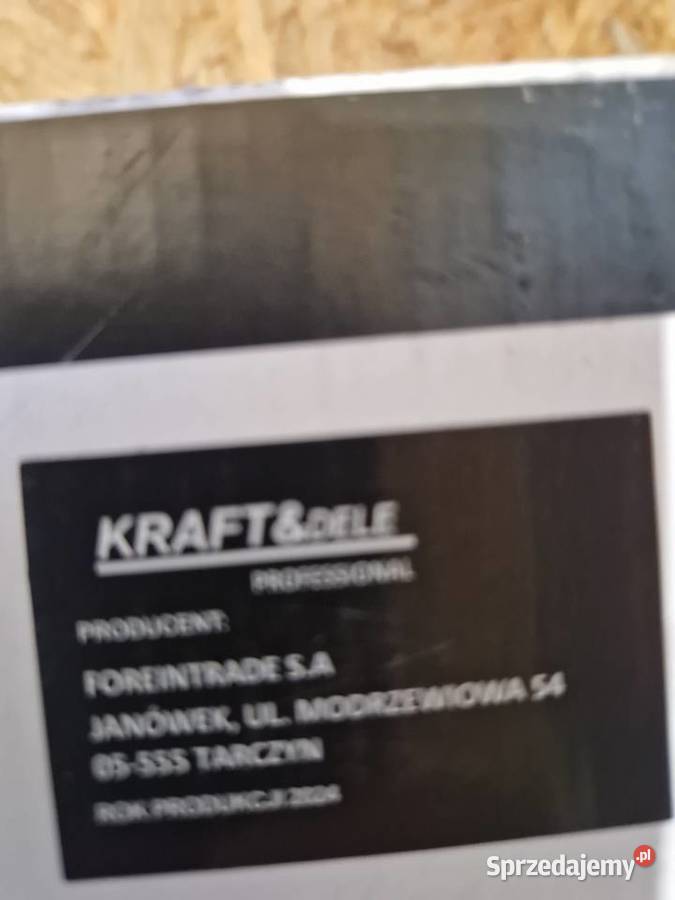 KRAFT&DELE
PROFESSIONAL
PRODUCENT:
FOREINTRADE S.A
JANÓWEK, UL. MODRZEWIOWA 54
05-555 TARCZYN
ROK PRODUKCJI 2024
Sprzedajemy.pl